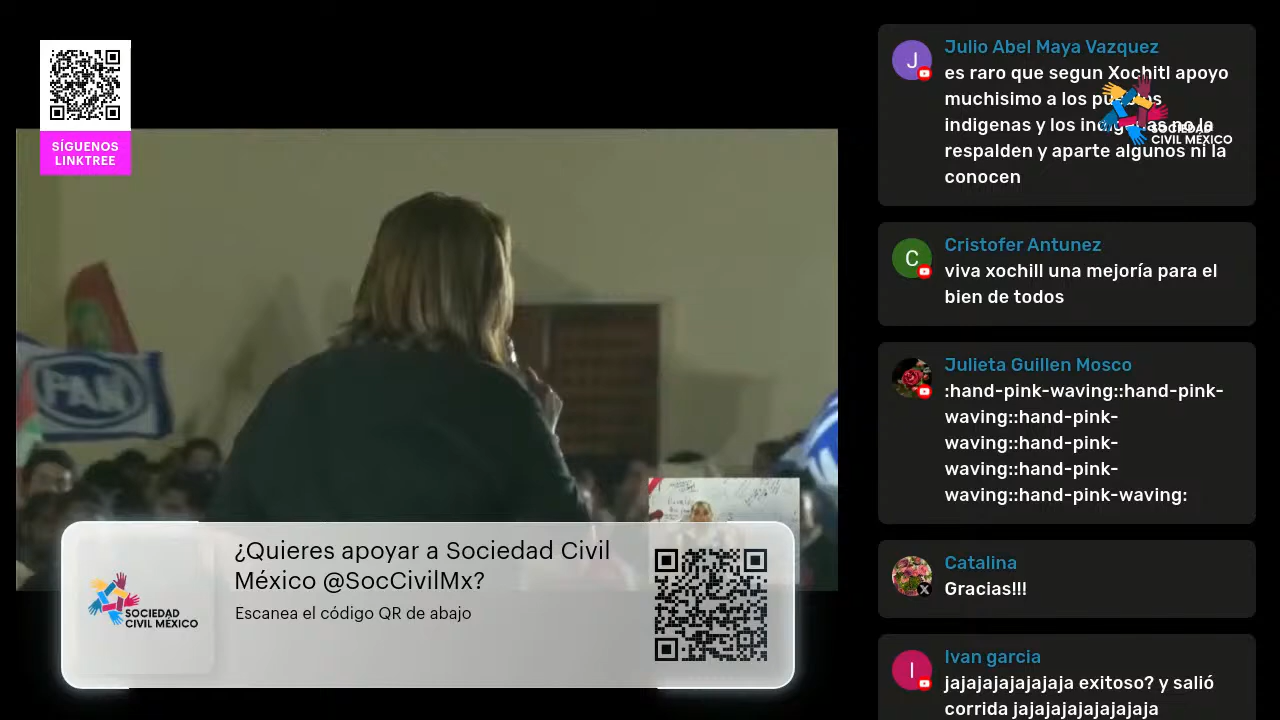 SÍGUENOS
LINKTREE
PAN
¿Quieres apoyar a Sociedad Civil
México @SocCivilMx?
Escanea el código QR de abajo
SOCIEDAD
CIVIL MÉXICO
J
Julio Abel Maya Vazquez
es raro que segun Xochitl apoyo
muchisimo a los pueblos
indigenas y los indigenas no la
respalden y aparte algunos ni la
conocen
SOCIEDAD
CIVIL MÉXICO
C
Cristofer Antunez
viva xochill una mejoría para el
bien de todos
Julieta Guillen Mosco
:hand-pink-waving::hand-pink-
waving::hand-pink-
waving::hand-pink-
waving::hand-pink-
waving::hand-pink-waving:
Catalina
Gracias!!!
I
Ivan garcia
jajajajajajajaja exitoso? y salió
corrida jajajajajajajajaja